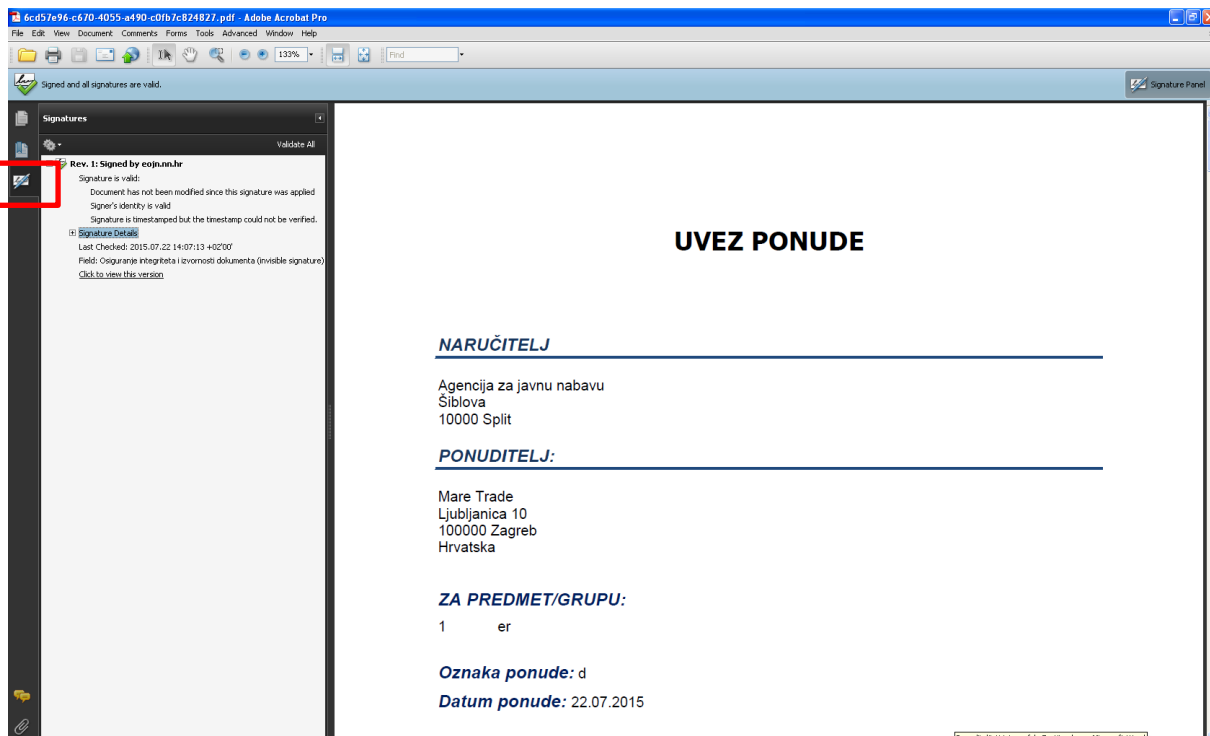 6cd57e96-c670-4055-a490-c0fb7c824827.pdf - Adobe Acrobat Pro
File Edit View Document Comments Forms Tools Advanced Window Help
133% Find
Signed and all signatures are valid.
Signature Panel
Signatures
Validate All
Rev. 1: Signed by eojn.nn.hr
Signature is valid:
Document has not been modified since this signature was applied
Signer's identity is valid
Signature is timestamped but the timestamp could not be verified.
Signature Details
Last Checked: 2015.07.22 14:07:13 +02'00'
Field: Osiguranje integriteta i izvornosti dokumenta (invisible signature)
Click to view this version
UVEZ PONUDE
NARUČITELJ
Agencija za javnu nabavu
Šiblova
10000 Split
PONUDITELJ:
Mare Trade
Ljubljanica 10
100000 Zagreb
Hrvatska
ZA PREDMET/GRUPU:
1 er
Oznaka ponude: d
Datum ponude: 22.07.2015